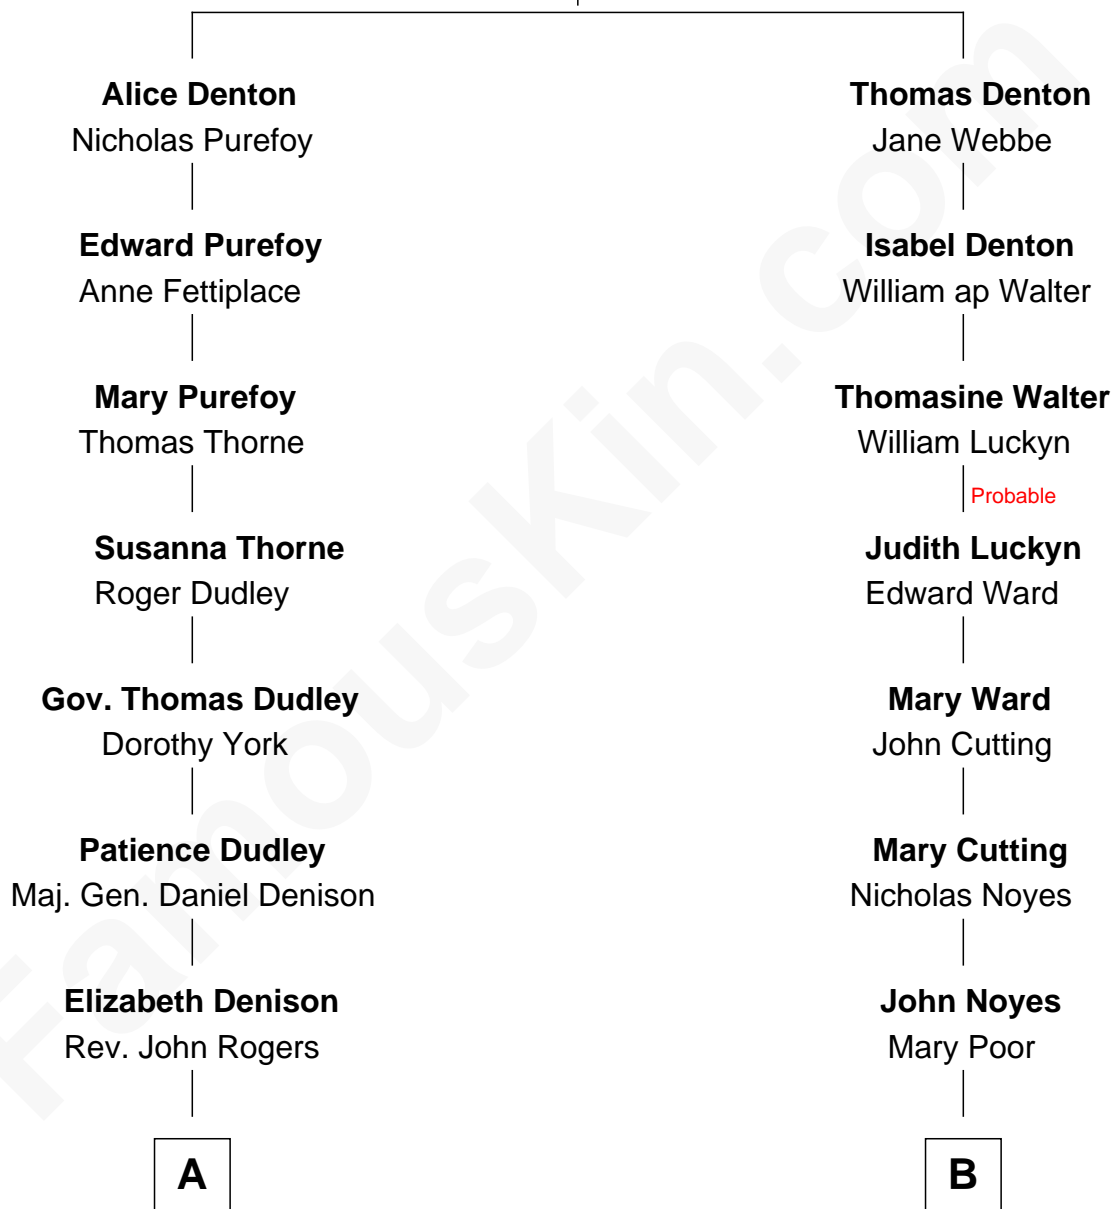 Alice Denton
Nicholas Purefoy
Edward Purefoy
Anne Fettiplace
Mary Purefoy
Thomas Thorne
Susanna Thorne
Roger Dudley
Gov. Thomas Dudley
Dorothy York
Patience Dudley
Maj. Gen. Daniel Denison
Elizabeth Denison
Rev. John Rogers
A
Thomas Denton
Jane Webbe
Isabel Denton
William ap Walter
Thomasine Walter
William Luckyn
Probable
Judith Luckyn
Edward Ward
Mary Ward
John Cutting
Mary Cutting
Nicholas Noyes
John Noyes
Mary Poor
B
FamousKin.com